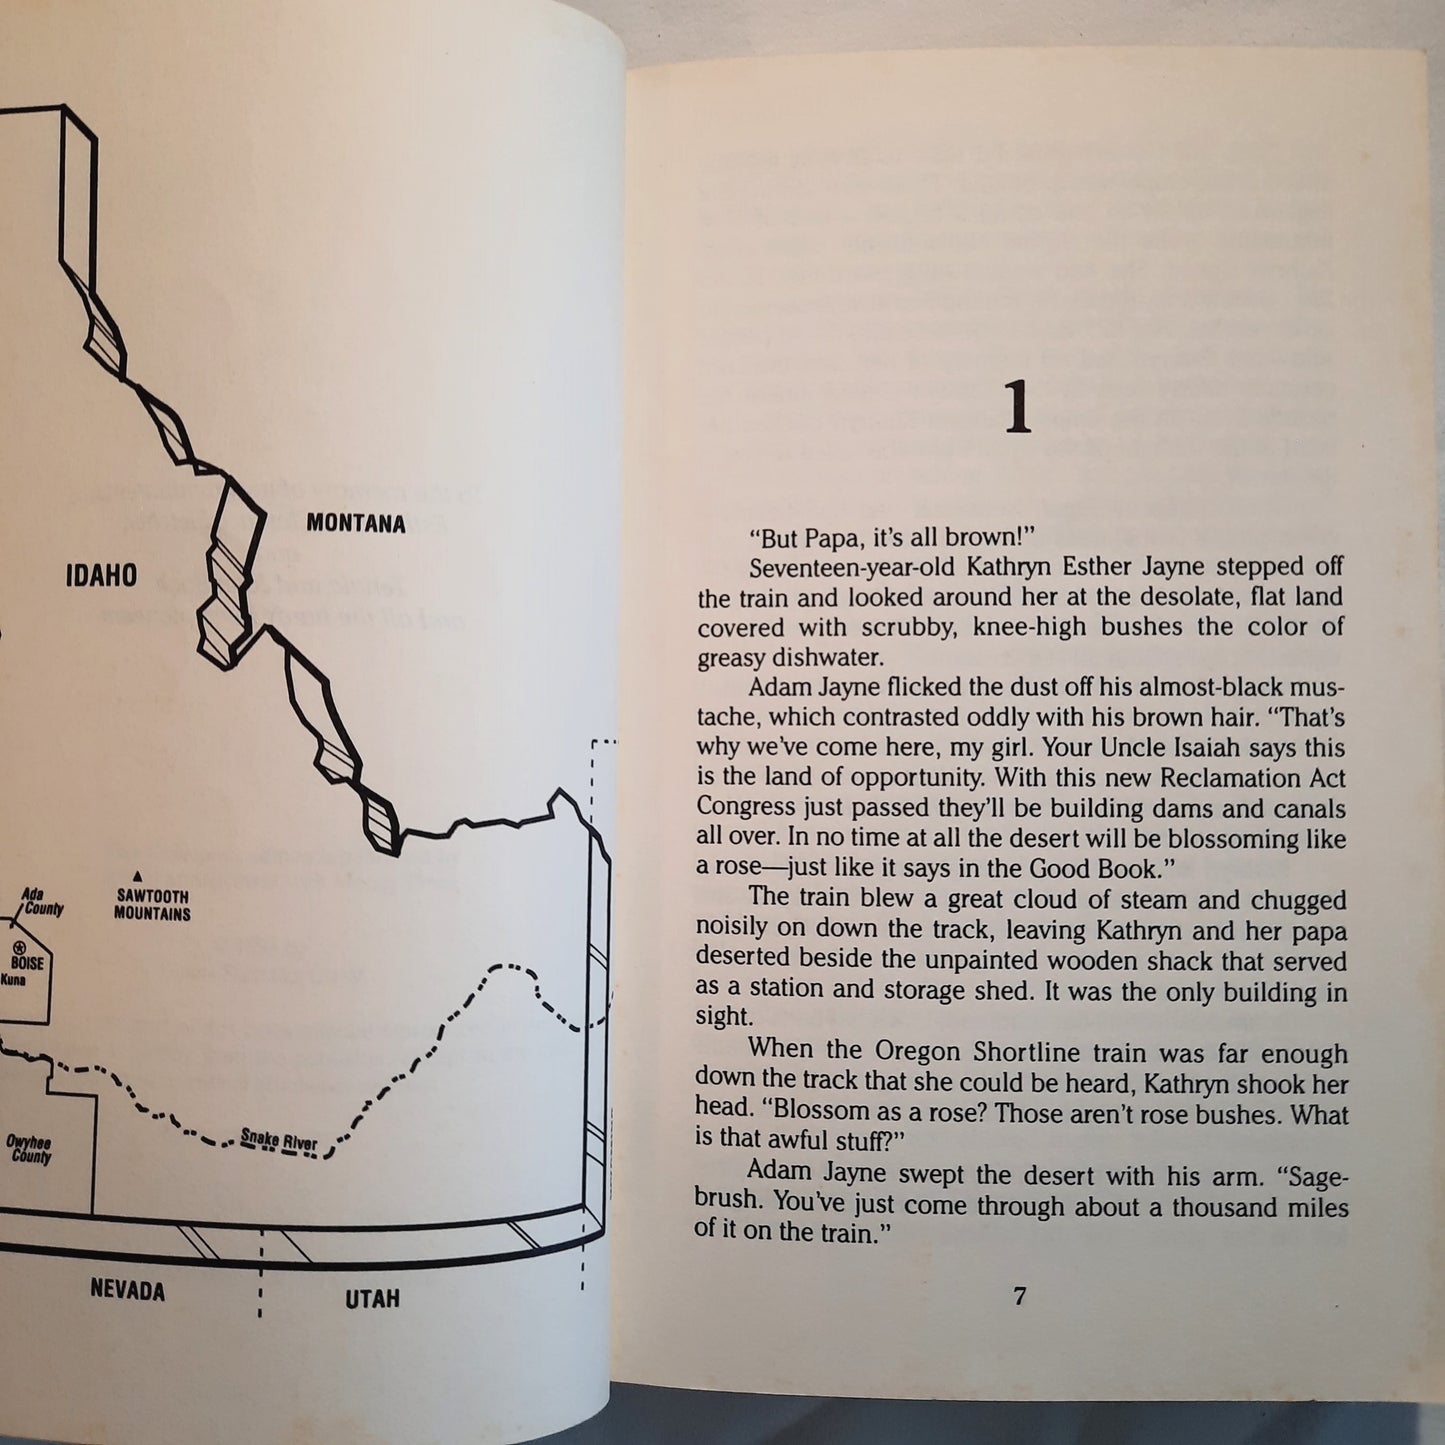 MONTANA
IDAHO
SAWTOOTH
MOUNTAINS
Ada
County
BOISE
Kuna
Snake River
Owyhee
County
NEVADA
UTAH
1
“But Papa, it’s all brown!”
Seventeen-year-old Kathryn Esther Jayne stepped off
the train and looked around her at the desolate, flat land
covered with scrubby, knee-high bushes the color of
greasy dishwater.
Adam Jayne flicked the dust off his almost-black mus-
tache, which contrasted oddly with his brown hair. “That’s
why we’ve come here, my girl. Your Uncle Isaiah says this
is the land of opportunity. With this new Reclamation Act
Congress just passed they’ll be building dams and canals
all over. In no time at all the desert will be blossoming like
a rose—just like it says in the Good Book.”
The train blew a great cloud of steam and chugged
noisily on down the track, leaving Kathryn and her papa
deserted beside the unpainted wooden shack that served
as a station and storage shed. It was the only building in
sight.
When the Oregon Shortline train was far enough
down the track that she could be heard, Kathryn shook her
head. “Blossom as a rose? Those aren’t rose bushes. What
is that awful stuff?”
Adam Jayne swept the desert with his arm. “Sage-
brush. You’ve just come through about a thousand miles
of it on the train.”
7